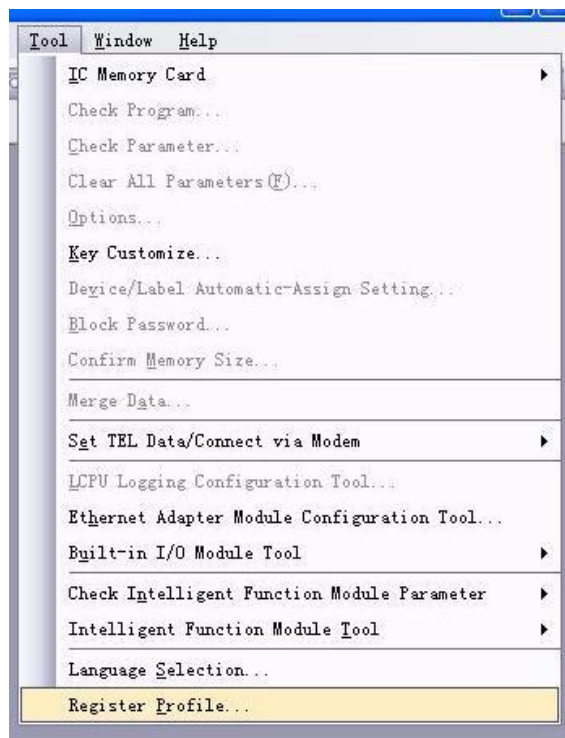 Tool Window Help
IC Memory Card
Check Program...
Check Parameter...
Clear All Parameters(F)...
Options...
Key Customize...
Device/Label Automatic-Assign Setting...
Block Password...
Confirm Memory Size...
Merge Data...
Set TEL Data/Connect via Modem
LCPU Logging Configuration Tool...
Ethernet Adapter Module Configuration Tool...
Built-in I/O Module Tool
Check Intelligent Function Module Parameter
Intelligent Function Module Tool
Language Selection...
Register Profile...